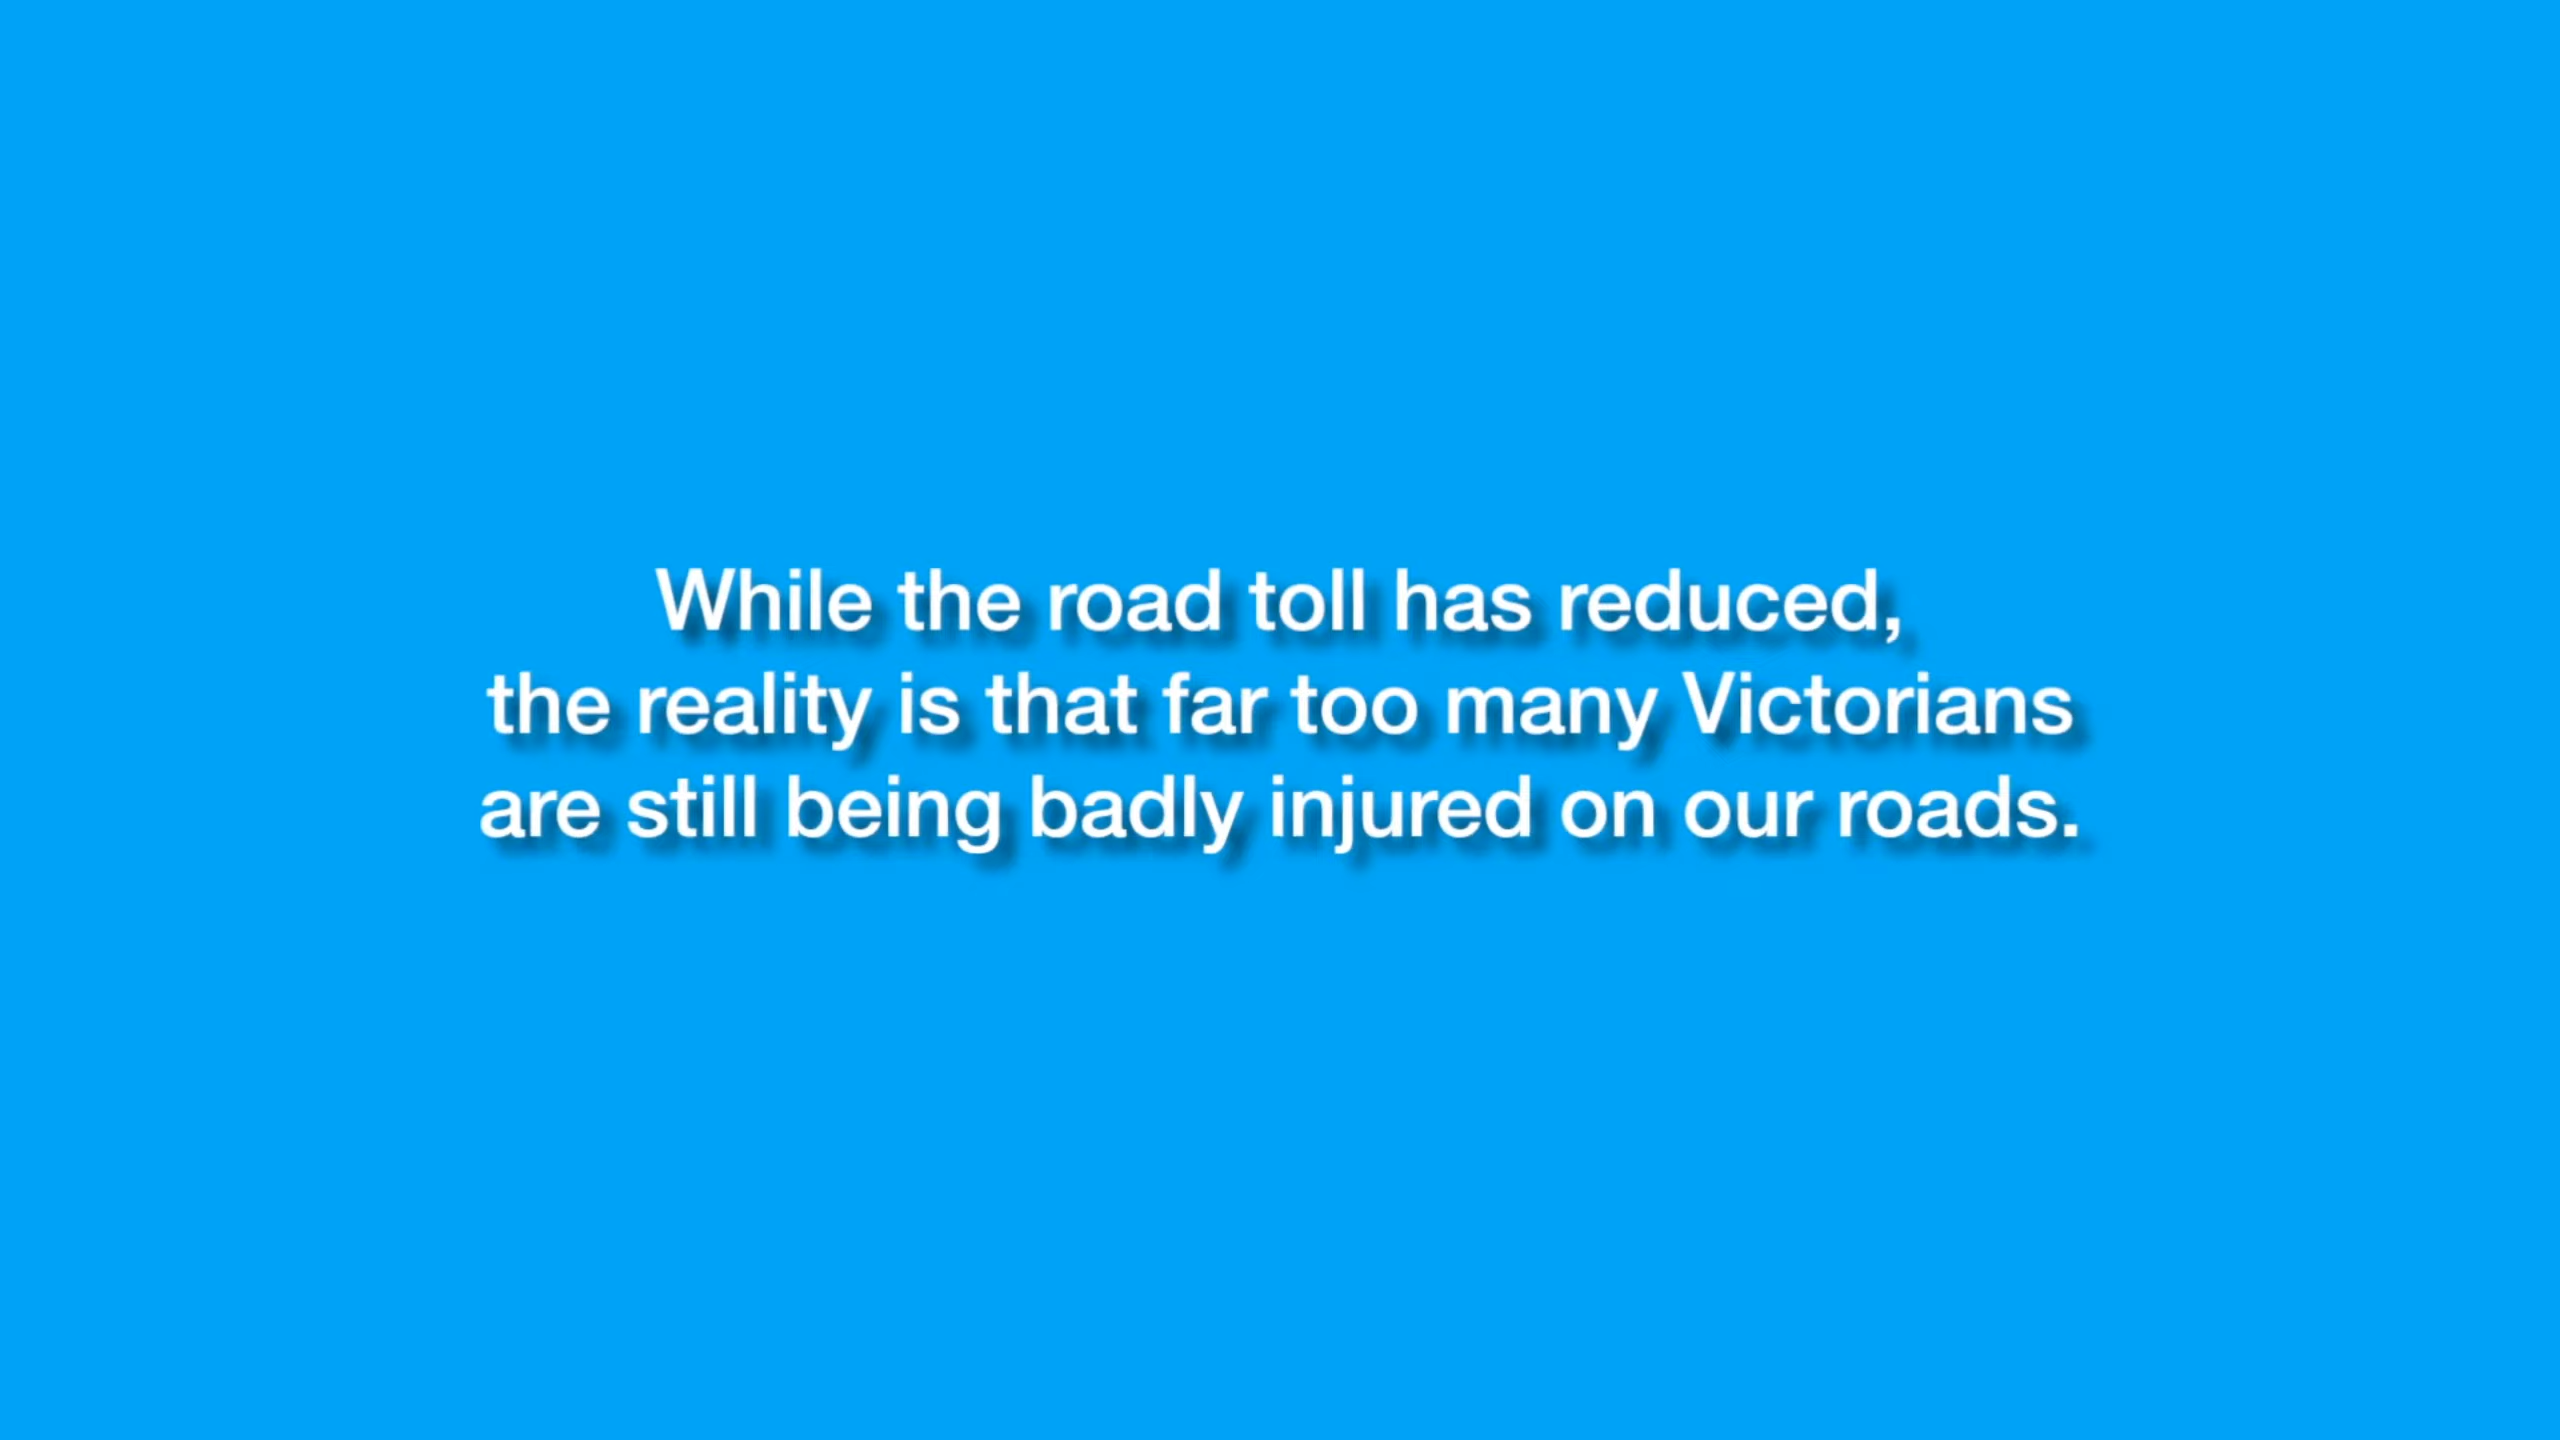 While the road toll has reduced,
the reality is that far too many Victorians
are still being badly injured on our roads.